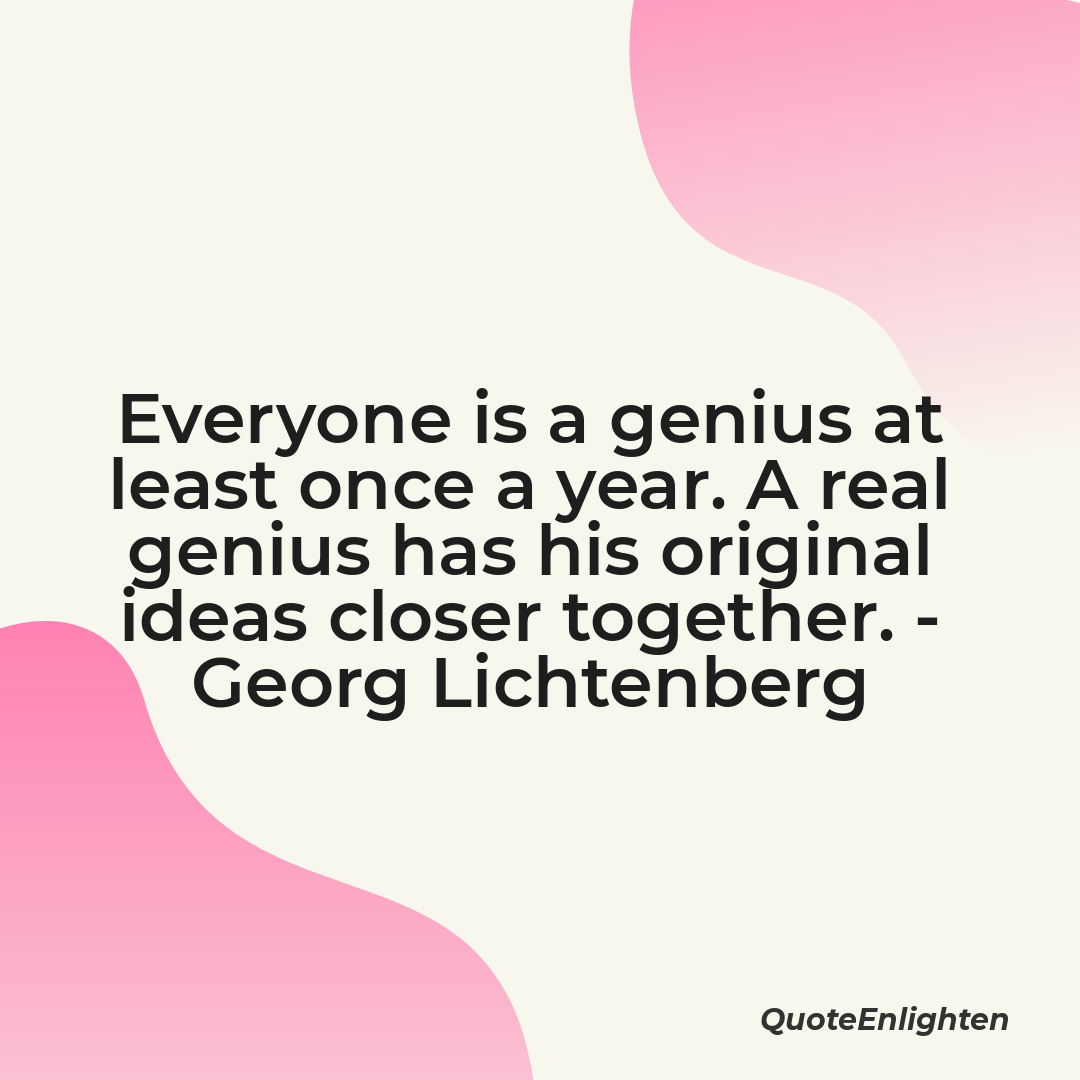 Everyone is a genius at
least once a year. A real
genius has his original
ideas closer together. -
Georg Lichtenberg
QuoteEnlighten